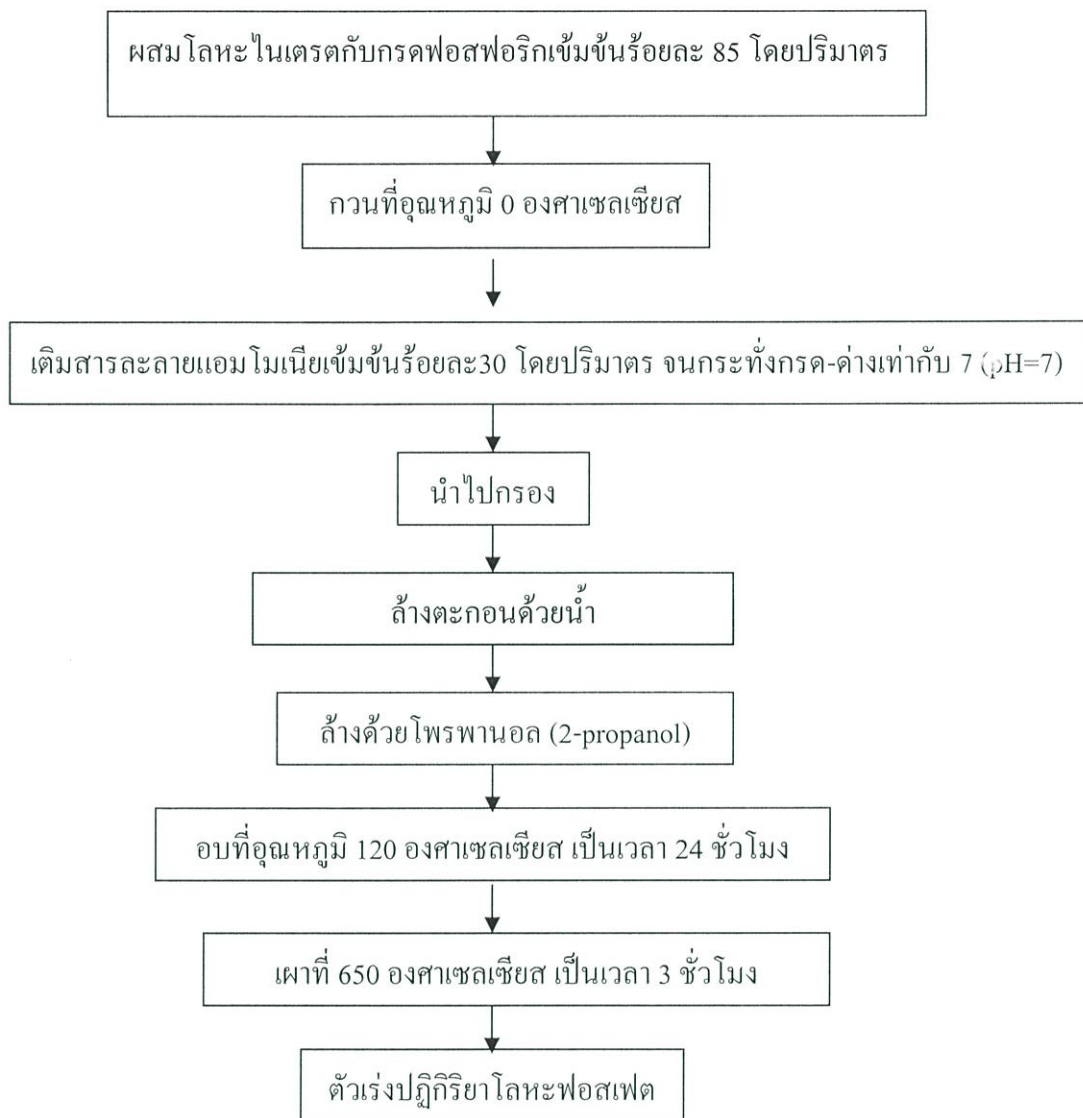 ผสมโลหะไนเตรตกับกรดฟอสฟอริกเข้มข้นร้อยละ 85 โดยปริมาตร
กวนที่อุณหภูมิ 0 องศาเซลเซียส
เติมสารละลายแอมโมเนียเข้มข้นร้อยละ30 โดยปริมาตร จนกระทั่งกรด-ด่างเท่ากับ 7 (pH=7)
นำไปกรอง
ล้างตะกอนด้วยน้ำ
ล้างด้วยโพรพานอล (2-propanol)
อบที่อุณหภูมิ 120 องศาเซลเซียส เป็นเวลา 24 ชั่วโมง
เผาที่ 650 องศาเซลเซียส เป็นเวลา 3 ชั่วโมง
ตัวเร่งปฏิกิริยาโลหะฟอสเฟต